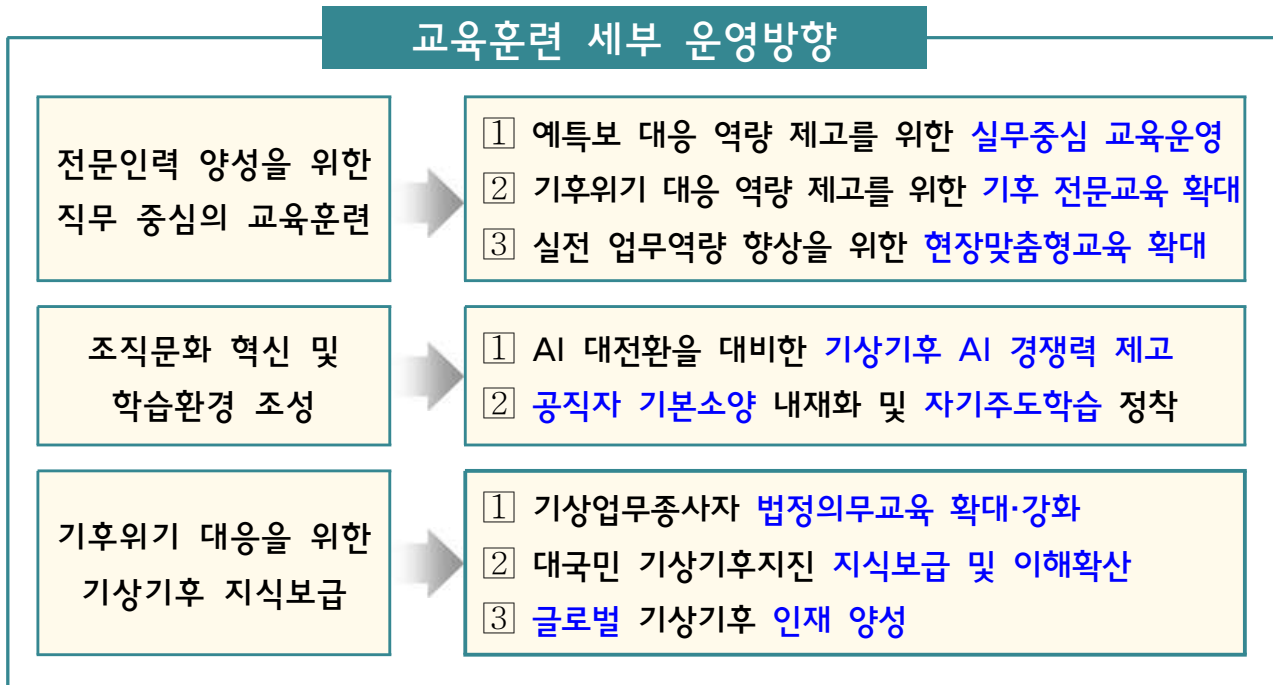 교육훈련 세부 운영방향
전문인력 양성을 위한
직무 중심의 교육훈련
1 예특보 대응 역량 제고를 위한 실무중심 교육운영
2 기후위기 대응 역량 제고를 위한 기후 전문교육 확대
3 실전 업무역량 향상을 위한 현장맞춤형교육 확대
조직문화 혁신 및
학습환경 조성
1 AI 대전환을 대비한 기상기후 AI 경쟁력 제고
2 공직자 기본소양 내재화 및 자기주도학습 정착
기후위기 대응을 위한
기상기후 지식보급
1 기상업무종사자 법정의무교육 확대·강화
2 대국민 기상기후지진 지식보급 및 이해확산
3 글로벌 기상기후 인재 양성